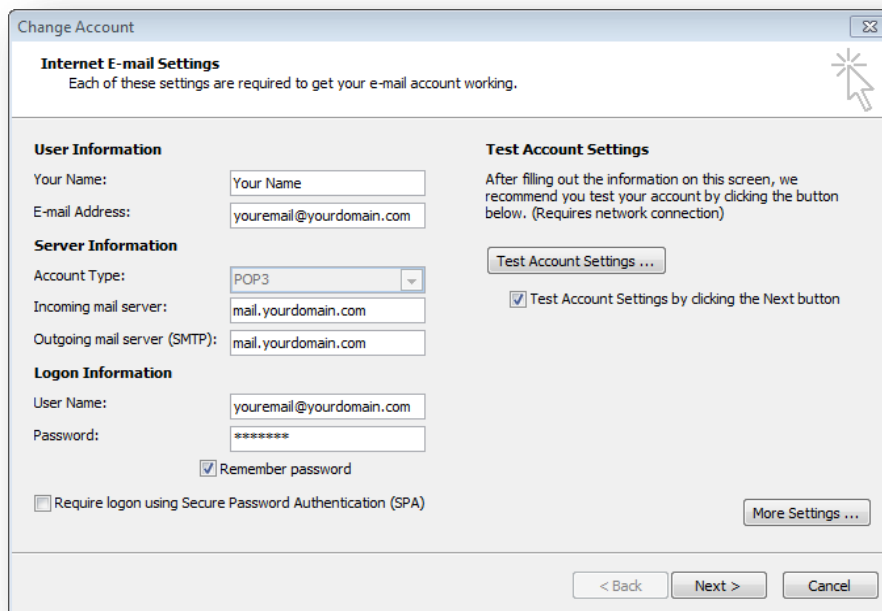 Change Account
Internet E-mail Settings
Each of these settings are required to get your e-mail account working.
User Information
Your Name: Your Name
E-mail Address: youremail@yourdomain.com
Server Information
Account Type: POP3
Incoming mail server: mail.yourdomain.com
Outgoing mail server (SMTP): mail.yourdomain.com
Logon Information
User Name: youremail@yourdomain.com
Password: *******
Remember password
Require logon using Secure Password Authentication (SPA)
Test Account Settings
After filling out the information on this screen, we
recommend you test your account by clicking the button
below. (Requires network connection)
Test Account Settings ...
Test Account Settings by clicking the Next button
More Settings ...
< Back Next > Cancel